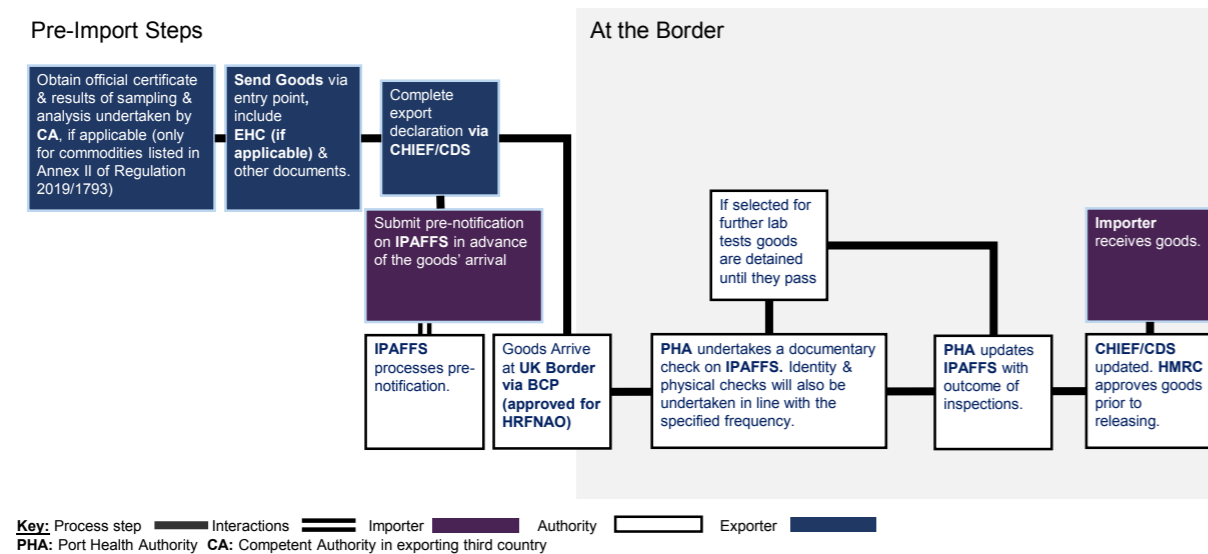 Pre-Import Steps
At the Border
Obtain official certificate
& results of sampling &
analysis undertaken by
CA, if applicable (only
for commodities listed in
Annex II of Regulation
2019/1793)
Send Goods via
entry point,
include
EHC (if
applicable) &
other documents.
Complete
export
declaration via
CHIEF/CDS
Submit pre-notification
on IPAFFS in advance
of the goods' arrival
IPAFFS
processes pre-
notification.
Goods Arrive
at UK Border
via BCP
(approved for
HRFNAO)
If selected for
further lab
tests goods
are detained
until they pass
PHA undertakes a documentary
check on IPAFFS. Identity &
physical checks will also be
undertaken in line with the
specified frequency.
PHA updates
IPAFFS with
outcome of
inspections.
Importer
receives goods.
CHIEF/CDS
updated. HMRC
approves goods
prior to
releasing.
Key: Process step Interactions Importer Authority Exporter
PHA: Port Health Authority CA: Competent Authority in exporting third country